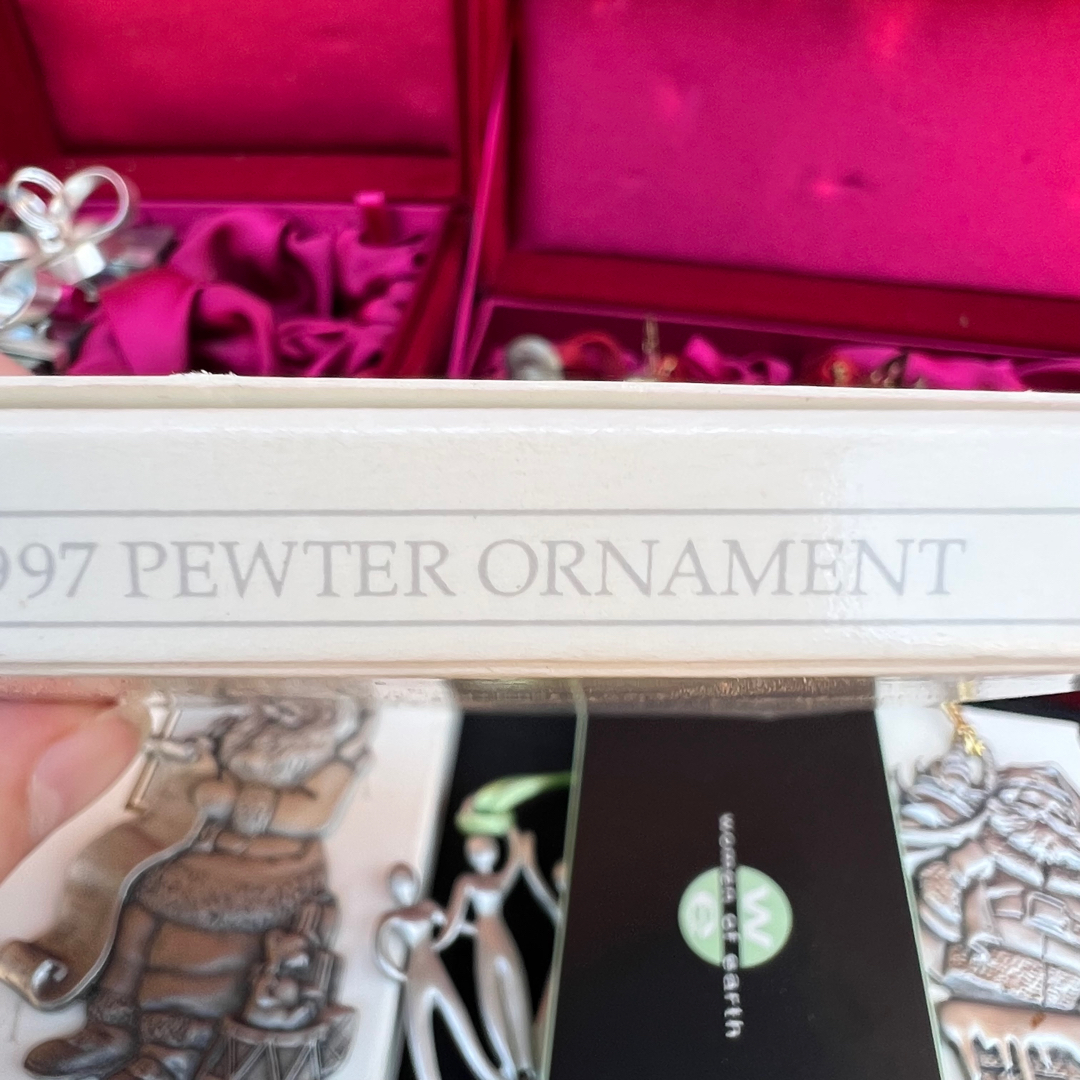 997 PEWTER ORNAMENT
women of earth
W
e